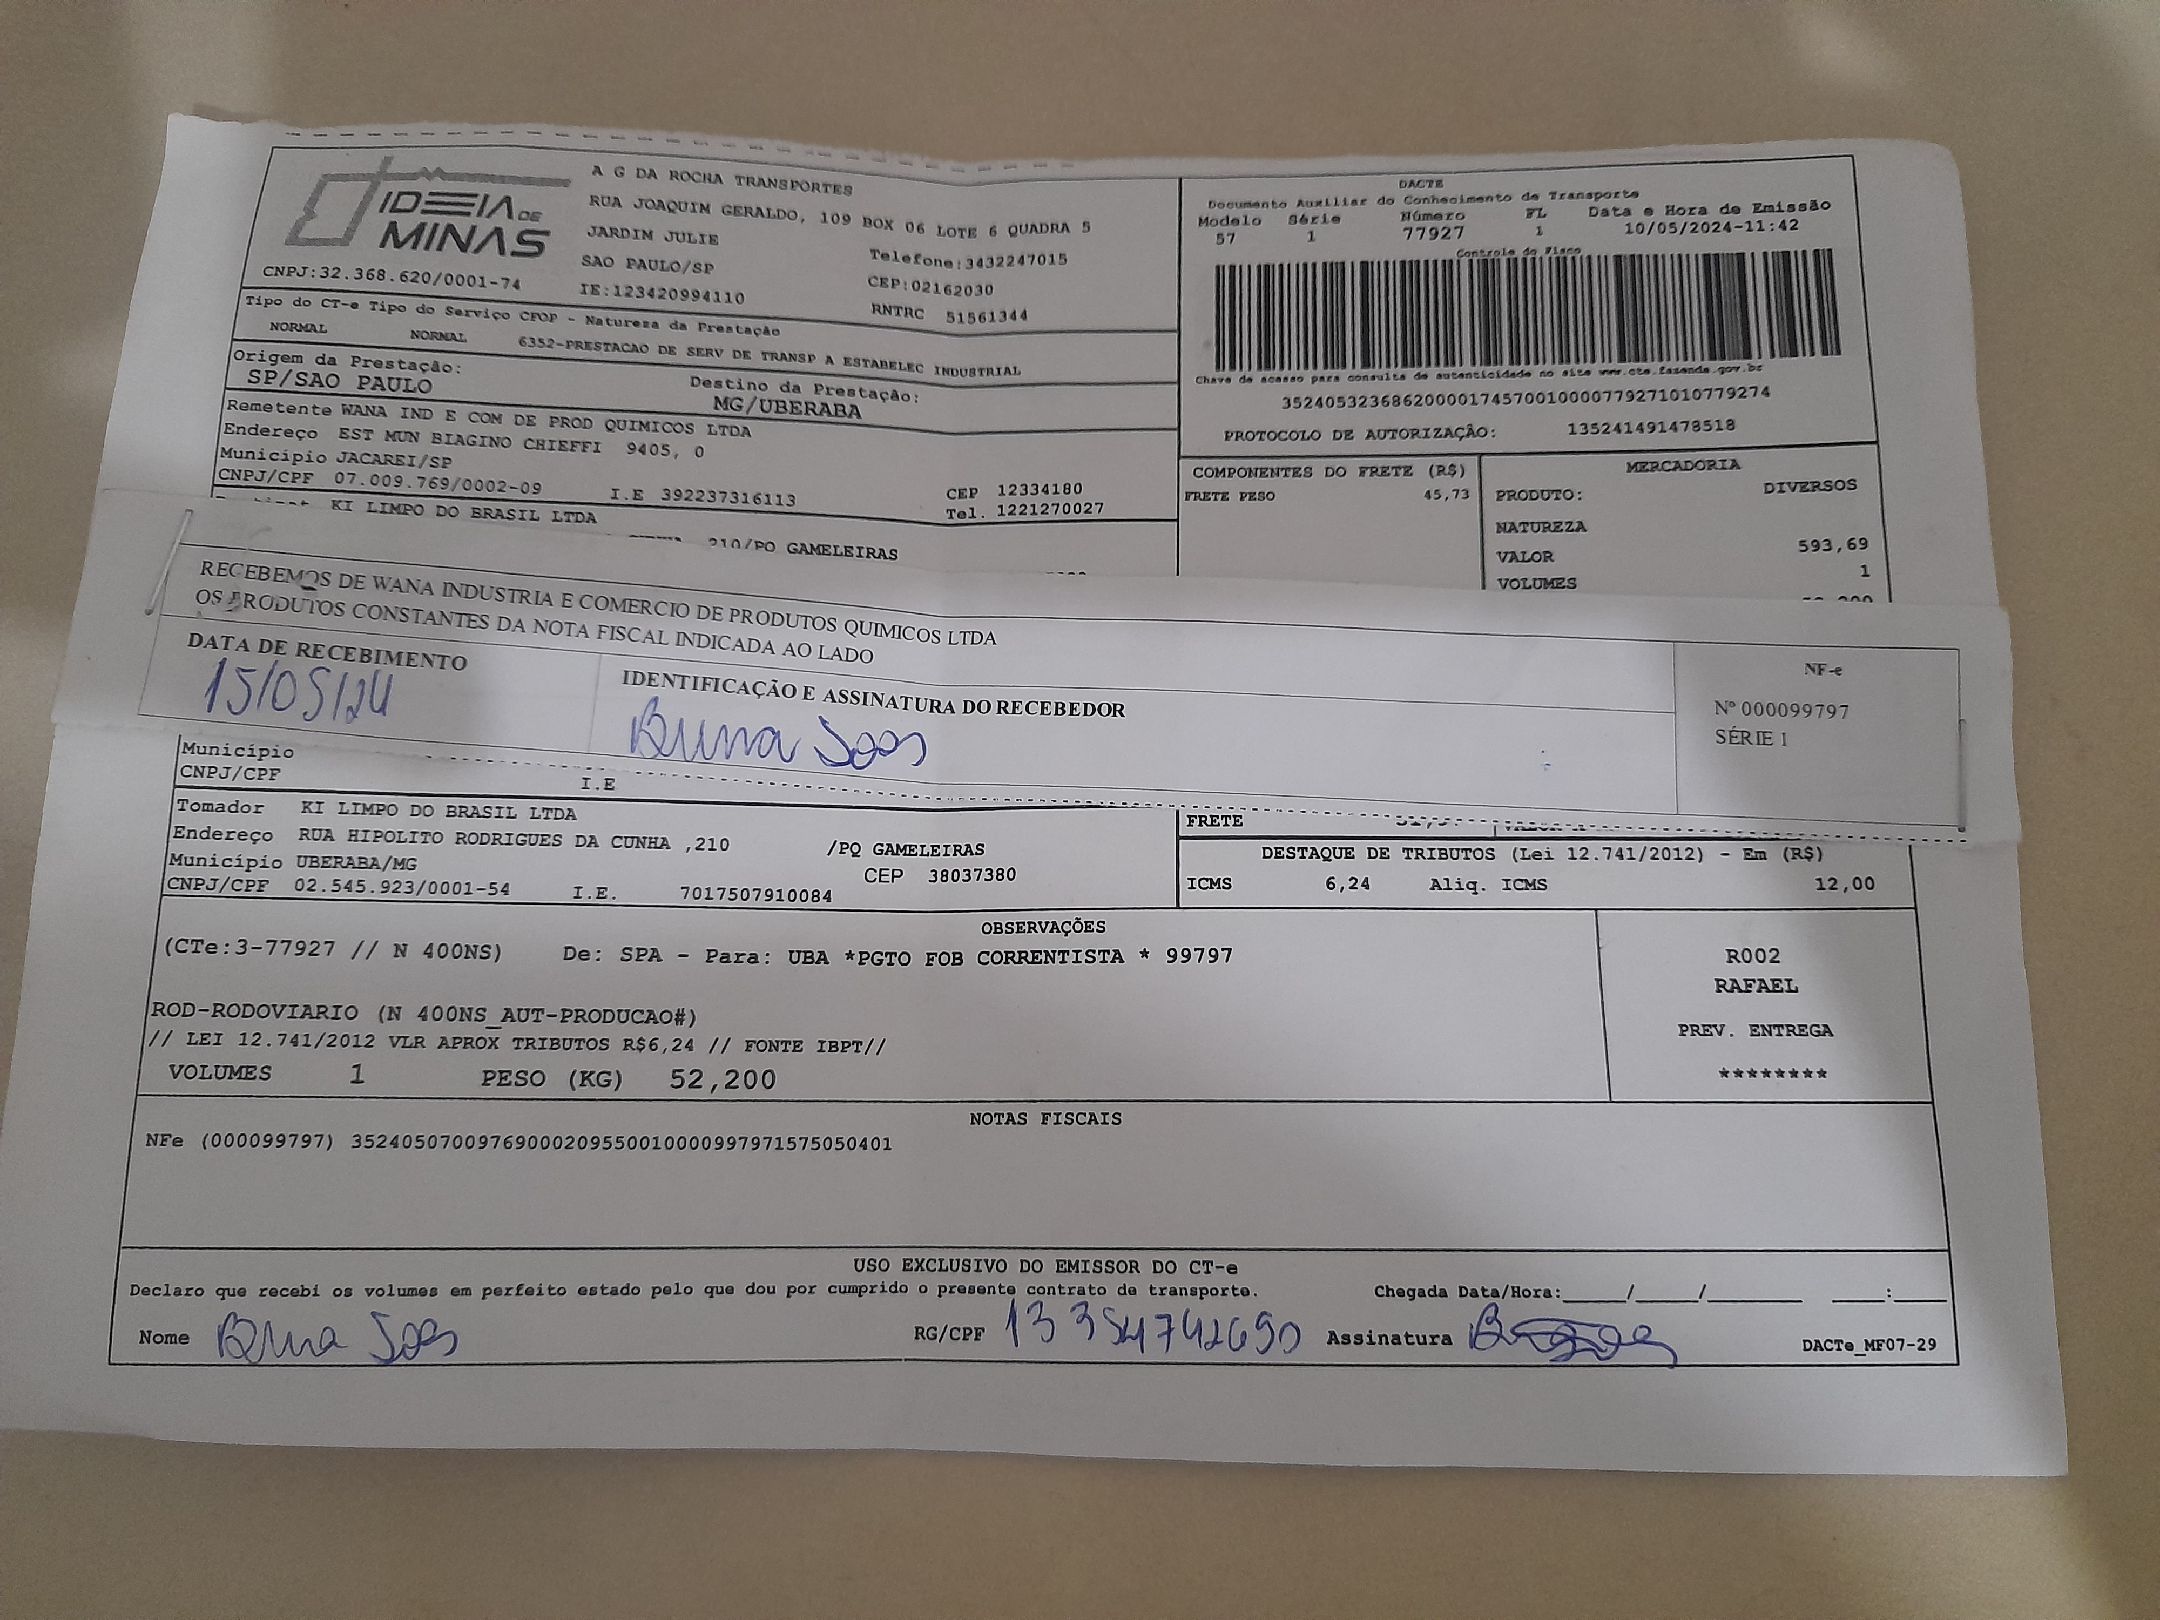 IDEIA DE
MINAS
CNPJ:32.368.620/0001-74
A G DA ROCHA TRANSPORTES
RUA JOAQUIM GERALDO, 109 BOX 06 LOTE 6 QUADRA 5
JARDIM JULIE
SAO PAULO/SP
Telefone:3432247015
CEP:02162030
IE:123420994110
RNTRC 51561344
Tipo do CT-e Tipo do Serviço CFOP - Natureza da Prestação
NORMAL NORMAL 6352-PRESTACAO DE SERV DE TRANSP A ESTABELEC INDUSTRIAL
Origem da Prestação: Destino da Prestação:
SP/SAO PAULO MG/UBERABA
Remetente WANA IND E COM DE PROD QUIMICOS LTDA
Endereço EST MUN BIAGINO CHIEFFI 9405, 0
Município JACAREI/SP
CEP 12334180
CNPJ/CPF 07.009.769/0002-09 I.E 392237316113
Tel. 1221270027
KI LIMPO DO BRASIL LTDA
210/PQ GAMELEIRAS
DACTE
Documento Auxiliar do Conhecimento de Transporte
Modelo Série Número FL Data e Hora de Emissão
57 1 77927 1 10/05/2024-11:42
Controle do Fisco
Chave de acesso para consulta de autenticidade no site www.cte.fazenda.gov.br
35240532368620000174570010000779271010779274
PROTOCOLO DE AUTORIZAÇÃO: 135241491478518
COMPONENTES DO FRETE (R$)
FRETE PESO 45,73
MERCADORIA
PRODUTO: DIVERSOS
NATUREZA
VALOR 593,69
VOLUMES 1
RECEBEMOS DE WANA INDUSTRIA E COMERCIO DE PRODUTOS QUIMICOS LTDA
OS PRODUTOS CONSTANTES DA NOTA FISCAL INDICADA AO LADO
DATA DE RECEBIMENTO
15/05/24
IDENTIFICAÇÃO E ASSINATURA DO RECEBEDOR
NF-e
Nº 000099797
SÉRIE 1
Município
CNPJ/CPF I.E
Tomador KI LIMPO DO BRASIL LTDA
Endereço RUA HIPOLITO RODRIGUES DA CUNHA ,210 /PQ GAMELEIRAS
Município UBERABA/MG CEP 38037380
CNPJ/CPF 02.545.923/0001-54 I.E. 7017507910084
FRETE
DESTAQUE DE TRIBUTOS (Lei 12.741/2012) - Em (R$)
ICMS 6,24 Aliq. ICMS 12,00
OBSERVAÇÕES
(CTe:3-77927 // N 400NS) De: SPA - Para: UBA *PGTO FOB CORRENTISTA * 99797
ROD-RODOVIARIO (N 400NS_AUT-PRODUCAO#)
// LEI 12.741/2012 VLR APROX TRIBUTOS R$6,24 // FONTE IBPT//
VOLUMES 1 PESO (KG) 52,200
R002
RAFAEL
PREV. ENTREGA
********
NOTAS FISCAIS
NFe (000099797) 35240507009769000209550010000997971575050401
USO EXCLUSIVO DO EMISSOR DO CT-e
Declaro que recebi os volumes em perfeito estado pelo que dou por cumprido o presente contrato de transporte. Chegada Data/Hora:_____/_____/________ ____:____
Nome RG/CPF 13354742690 Assinatura DACTe_MF07-29